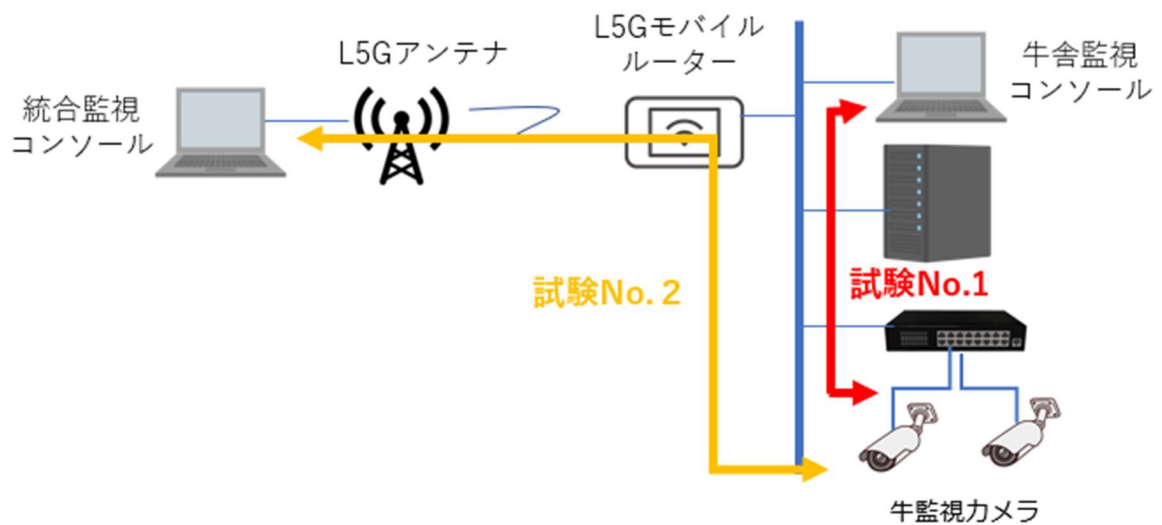 L5Gモバイル
ルーター
L5Gアンテナ
牛舎監視
コンソール
統合監視
コンソール
試験No.２
試験No.1
牛監視カメラ